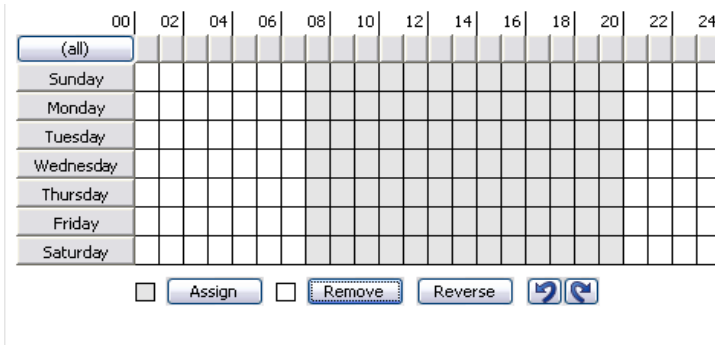 00 02 04 06 08 10 12 14 16 18 20 22 24
(all)
Sunday
Monday
Tuesday
Wednesday
Thursday
Friday
Saturday
Assign Remove Reverse